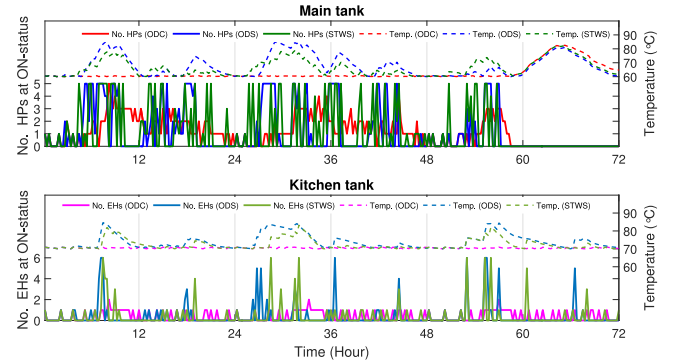 Main tank
No. HPs (ODC) No. HPs (ODS) No. HPs (STWS) Temp. (ODC) Temp. (ODS) Temp. (STWS)
No. HPs at ON-status
5
4
3
2
1
0
90
80
70
60
Temperature (°C)
12 24 36 48 60 72
Kitchen tank
No. EHs (ODC) No. EHs (ODS) No. EHs (STWS) Temp. (ODC) Temp. (ODS) Temp. (STWS)
No. EHs at ON-status
6
4
2
0
90
80
70
60
Temperature (°C)
12 24 36 48 60 72
Time (Hour)